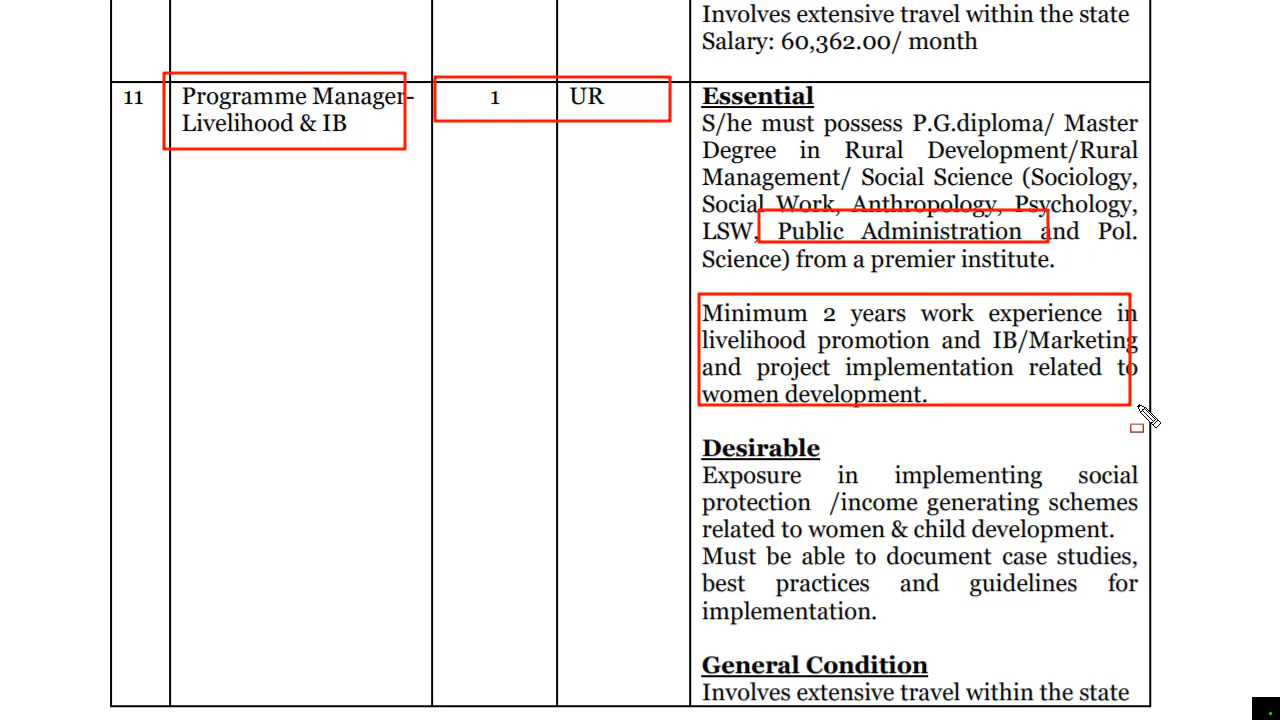 Involves extensive travel within the state
Salary: 60,362.00/ month
11
Programme Manager-
Livelihood & IB
1
UR
Essential
S/he must possess P.G.diploma/ Master
Degree in Rural Development/Rural
Management/ Social Science (Sociology,
Social Work, Anthropology, Psychology,
LSW, Public Administration and Pol.
Science) from a premier institute.
Minimum 2 years work experience in
livelihood promotion and IB/Marketing
and project implementation related to
women development.
Desirable
Exposure in implementing social
protection /income generating schemes
related to women & child development.
Must be able to document case studies,
best practices and guidelines for
implementation.
General Condition
Involves extensive travel within the state